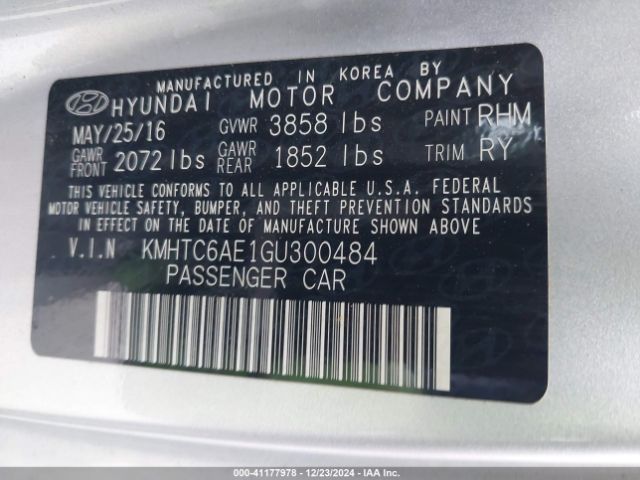 MANUFACTURED IN KOREA BY
HYUNDAI MOTOR COMPANY
MAY/25/16 GVWR 3858 lbs PAINT RHM
GAWR FRONT 2072 lbs GAWR REAR 1852 lbs TRIM RY
THIS VEHICLE CONFORMS TO ALL APPLICABLE U.S.A. FEDERAL
MOTOR VEHICLE SAFETY, BUMPER, AND THEFT PREVENTION STANDARDS
IN EFFECT ON THE DATE OF MANUFACTURE SHOWN ABOVE.
V.I.N KMHTC6AE1GU300484
PASSENGER CAR
000-41177978 - 12/23/2024 - IAA Inc.